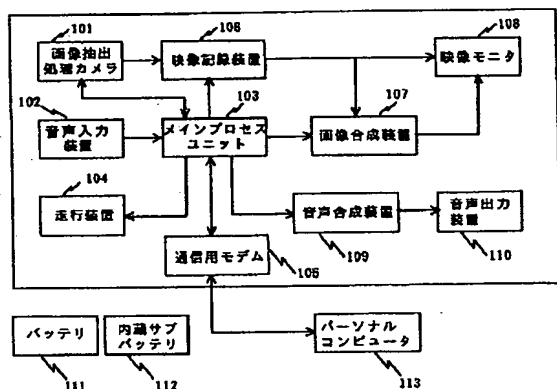 101
画像抽出
処理カメラ
106
映像記録装置
108
映像モニタ
102
音声入力
装置
103
メインプロセス
ユニット
107
画像合成装置
104
走行装置
音声合成装置
109
音声出力
装置
110
通信用モデム
105
バッテリ
111
内蔵サブ
バッテリ
112
パーソナル
コンピュータ
113